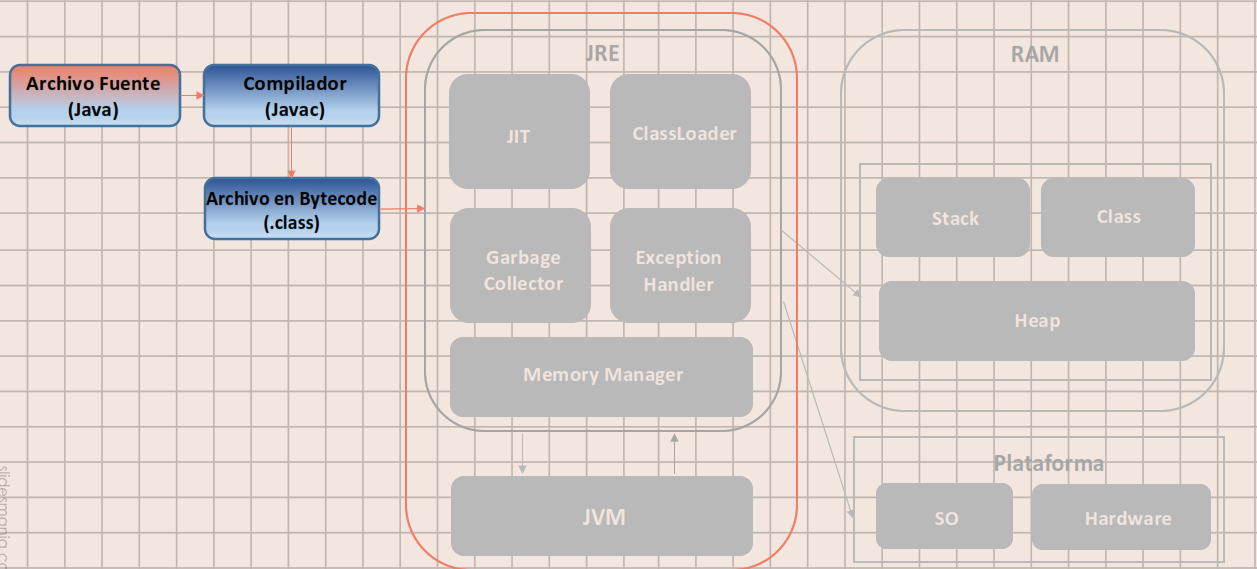 Archivo Fuente
(Java)
Compilador
(Javac)
Archivo en Bytecode
(.class)
JRE
JIT
ClassLoader
Garbage
Collector
Exception
Handler
Memory Manager
JVM
RAM
Stack
Class
Heap
Plataforma
SO
Hardware